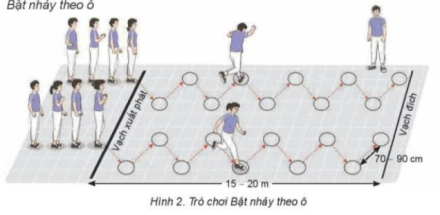 Bật nhảy theo ô
Vạch xuất phát
Vạch đích
70 – 90 cm
15 – 20 m
Hình 2. Trò chơi Bật nhảy theo ô